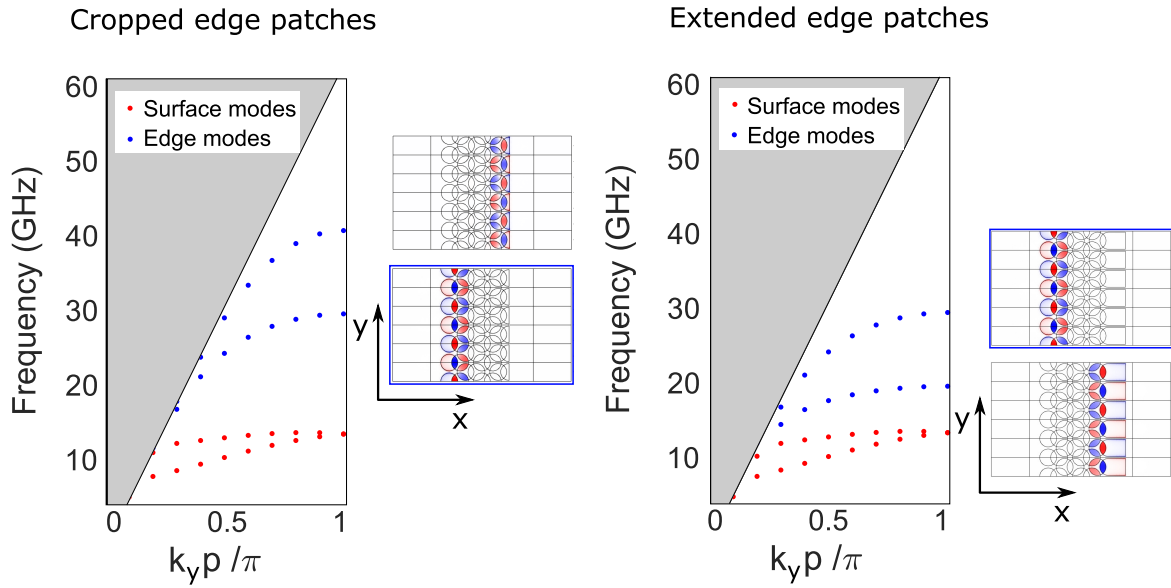 Cropped edge patches
Frequency (GHz)
60
50
40
30
20
10
Surface modes
Edge modes
0
0.5
1
kyp /π
y
x
Extended edge patches
Frequency (GHz)
60
50
40
30
20
10
Surface modes
Edge modes
0
0.5
1
kyp /π
y
x